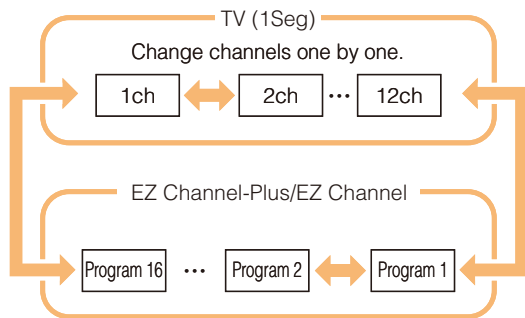 TV (1Seg)
Change channels one by one.
1ch 2ch ••• 12ch
EZ Channel-Plus/EZ Channel
Program 16 ••• Program 2 Program 1